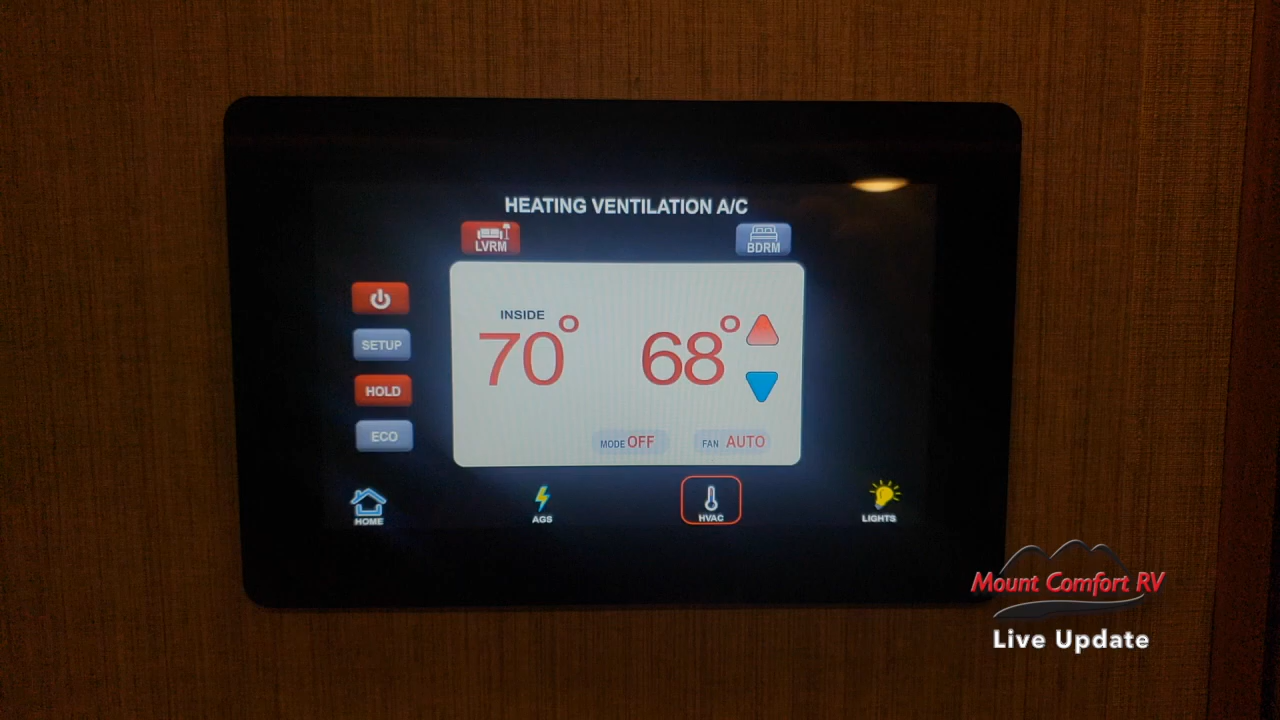 HEATING VENTILATION A/C
LVRM
BDRM
SETUP
HOLD
ECO
INSIDE
70°
68°
MODE OFF
FAN AUTO
HOME
AGS
HVAC
LIGHTS
Mount Comfort RV
Live Update